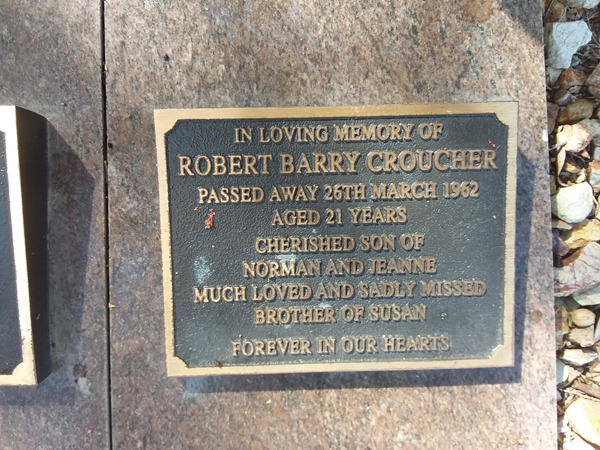 IN LOVING MEMORY OF
ROBERT BARRY CROUCHER
PASSED AWAY 26TH MARCH 1962
AGED 21 YEARS
CHERISHED SON OF
NORMAN AND JEANNE
MUCH LOVED AND SADLY MISSED
BROTHER OF SUSAN
FOREVER IN OUR HEARTS